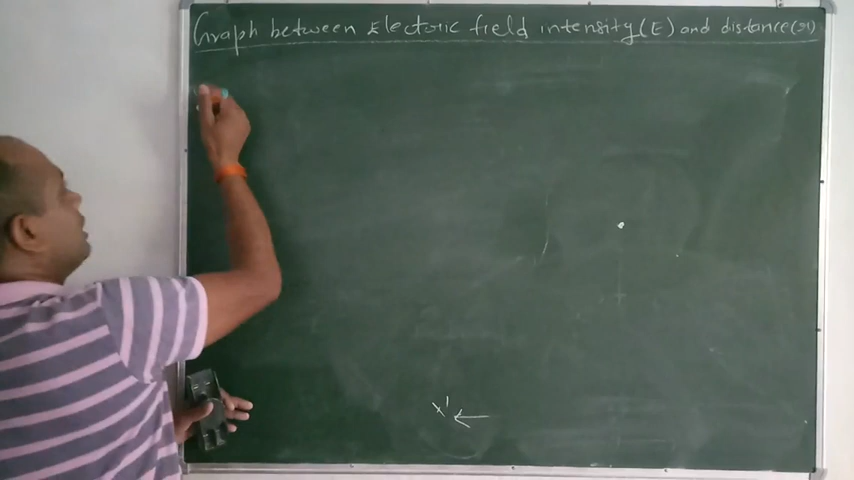 Graph between Electric field intensity (E) and distance (r)
x' ←